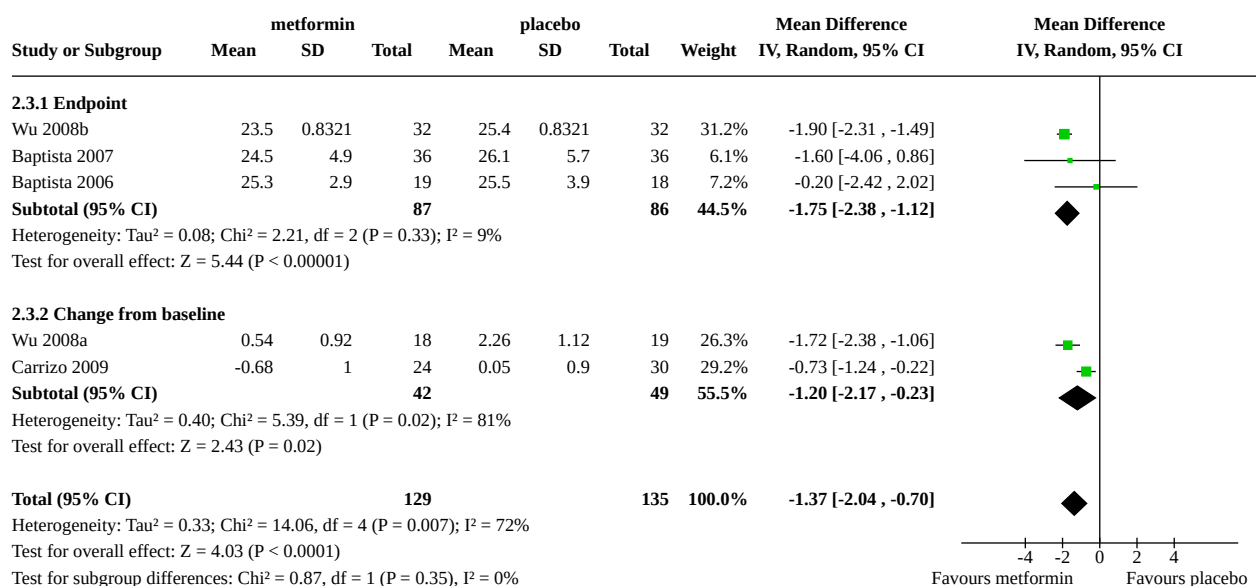 metformin placebo Mean Difference Mean Difference
Study or Subgroup Mean SD Total Mean SD Total Weight IV, Random, 95% CI IV, Random, 95% CI
2.3.1 Endpoint
Wu 2008b 23.5 0.8321 32 25.4 0.8321 32 31.2% -1.90 [-2.31 , -1.49]
Baptista 2007 24.5 4.9 36 26.1 5.7 36 6.1% -1.60 [-4.06 , 0.86]
Baptista 2006 25.3 2.9 19 25.5 3.9 18 7.2% -0.20 [-2.42 , 2.02]
Subtotal (95% CI) 87 86 44.5% -1.75 [-2.38 , -1.12]
Heterogeneity: Tau² = 0.08; Chi² = 2.21, df = 2 (P = 0.33); I² = 9%
Test for overall effect: Z = 5.44 (P < 0.00001)
2.3.2 Change from baseline
Wu 2008a 0.54 0.92 18 2.26 1.12 19 26.3% -1.72 [-2.38 , -1.06]
Carrizo 2009 -0.68 1 24 0.05 0.9 30 29.2% -0.73 [-1.24 , -0.22]
Subtotal (95% CI) 42 49 55.5% -1.20 [-2.17 , -0.23]
Heterogeneity: Tau² = 0.40; Chi² = 5.39, df = 1 (P = 0.02); I² = 81%
Test for overall effect: Z = 2.43 (P = 0.02)
Total (95% CI) 129 135 100.0% -1.37 [-2.04 , -0.70]
Heterogeneity: Tau² = 0.33; Chi² = 14.06, df = 4 (P = 0.007); I² = 72%
Test for overall effect: Z = 4.03 (P < 0.0001)
-4 -2 0 2 4
Test for subgroup differences: Chi² = 0.87, df = 1 (P = 0.35), I² = 0% Favours metformin Favours placebo